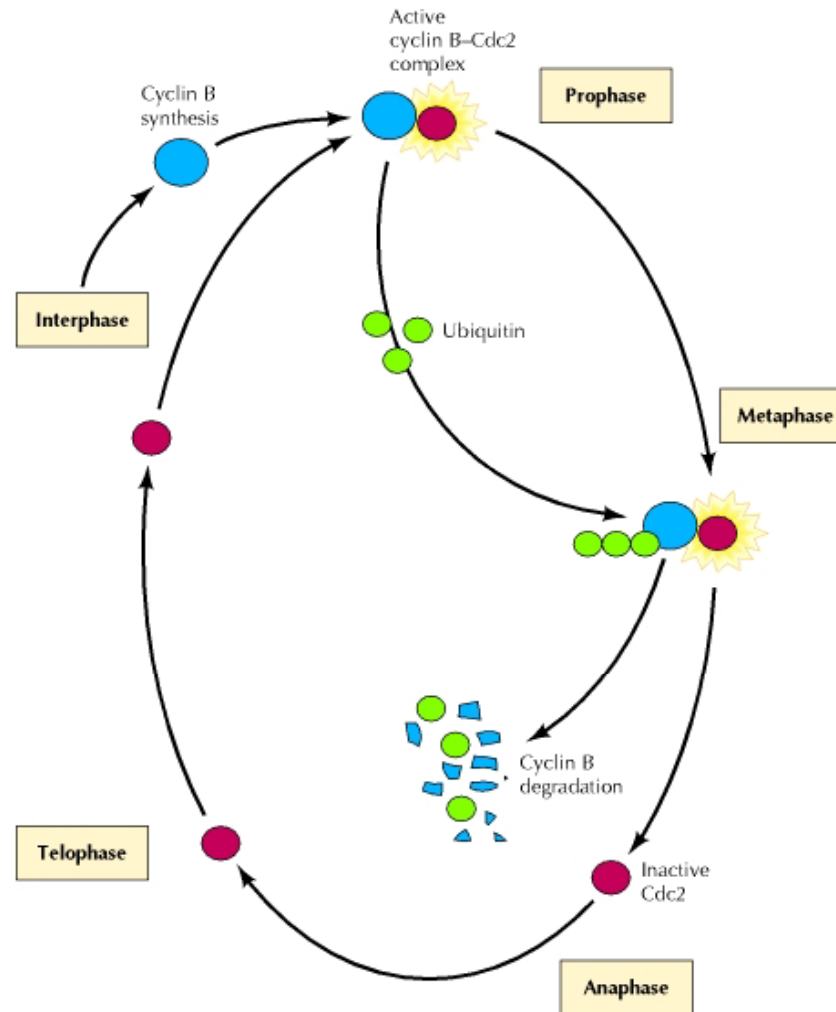 Active
cyclin B–Cdc2
complex
Prophase
Cyclin B
synthesis
Interphase
Ubiquitin
Metaphase
Cyclin B
degradation
Telophase
Inactive
Cdc2
Anaphase